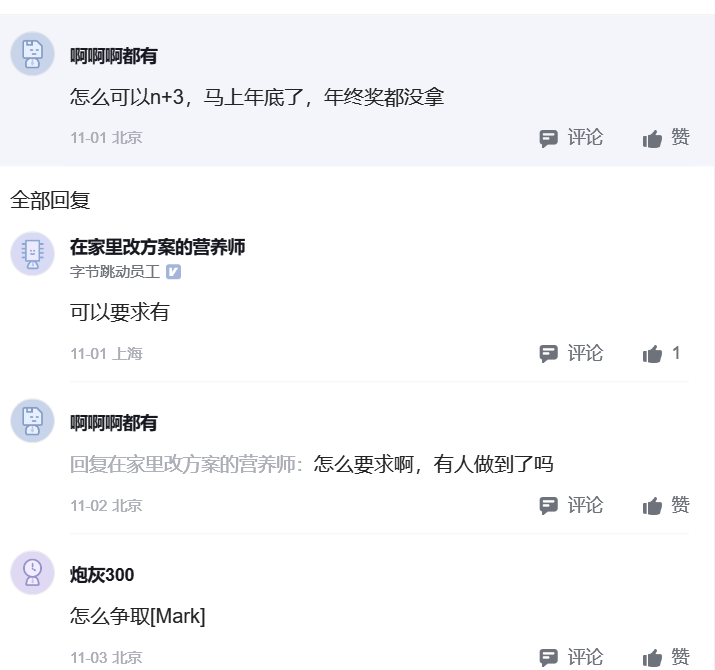 啊啊啊都有
怎么可以n+3，马上年底了，年终奖都没拿
11-01 北京
评论
赞
全部回复
在家里改方案的营养师
字节跳动员工
可以要求有
11-01 上海
评论
1
啊啊啊都有
回复在家里改方案的营养师：怎么要求啊，有人做到了吗
11-02 北京
评论
赞
炮灰300
怎么争取[Mark]
11-03 北京
评论
赞